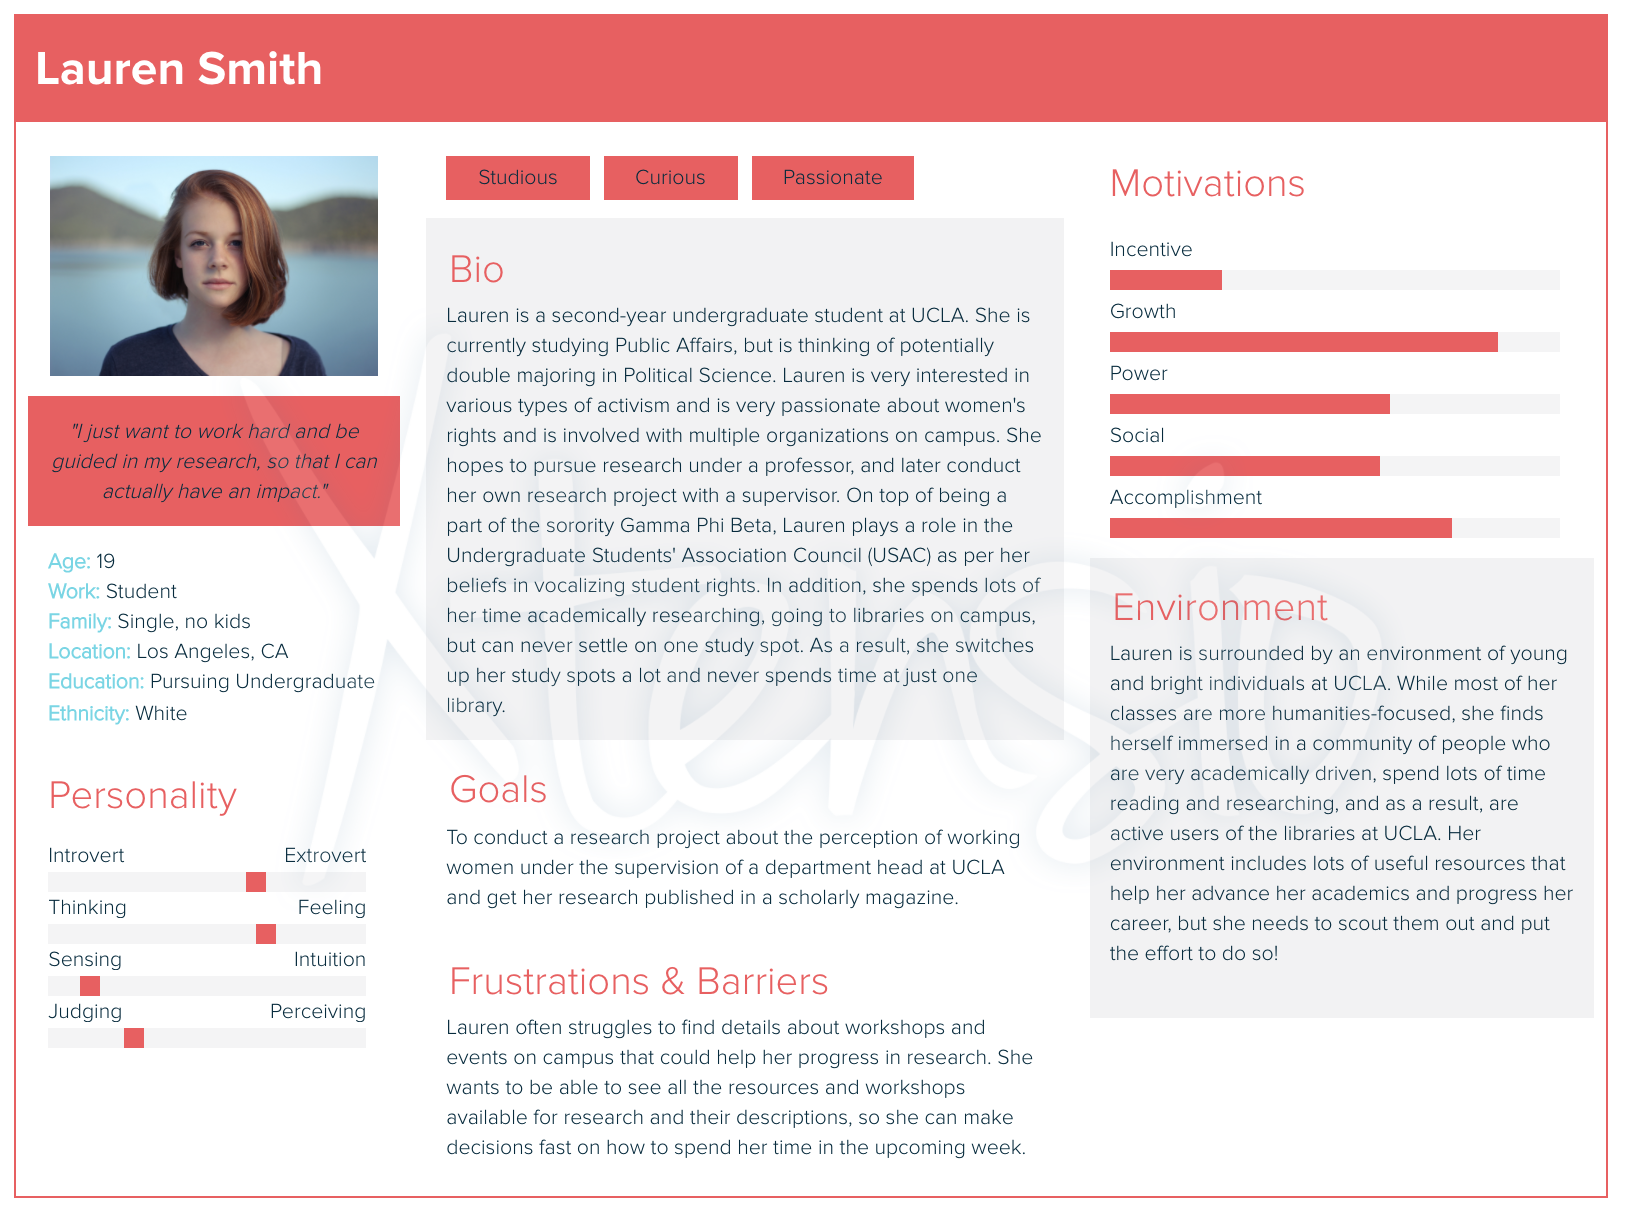 Lauren Smith
"I just want to work hard and be
guided in my research, so that I can
actually have an impact."
Age: 19
Work: Student
Family: Single, no kids
Location: Los Angeles, CA
Education: Pursuing Undergraduate
Ethnicity: White
Personality
Introvert Extrovert
Thinking Feeling
Sensing Intuition
Judging Perceiving
Studious Curious Passionate
Bio
Lauren is a second-year undergraduate student at UCLA. She is
currently studying Public Affairs, but is thinking of potentially
double majoring in Political Science. Lauren is very interested in
various types of activism and is very passionate about women's
rights and is involved with multiple organizations on campus. She
hopes to pursue research under a professor, and later conduct
her own research project with a supervisor. On top of being a
part of the sorority Gamma Phi Beta, Lauren plays a role in the
Undergraduate Students' Association Council (USAC) as per her
beliefs in vocalizing student rights. In addition, she spends lots of
her time academically researching, going to libraries on campus,
but can never settle on one study spot. As a result, she switches
up her study spots a lot and never spends time at just one
library.
Goals
To conduct a research project about the perception of working
women under the supervision of a department head at UCLA
and get her research published in a scholarly magazine.
Frustrations & Barriers
Lauren often struggles to find details about workshops and
events on campus that could help her progress in research. She
wants to be able to see all the resources and workshops
available for research and their descriptions, so she can make
decisions fast on how to spend her time in the upcoming week.
Motivations
Incentive
Growth
Power
Social
Accomplishment
Environment
Lauren is surrounded by an environment of young
and bright individuals at UCLA. While most of her
classes are more humanities-focused, she finds
herself immersed in a community of people who
are very academically driven, spend lots of time
reading and researching, and as a result, are
active users of the libraries at UCLA. Her
environment includes lots of useful resources that
help her advance her academics and progress her
career, but she needs to scout them out and put
the effort to do so!
Xtensio